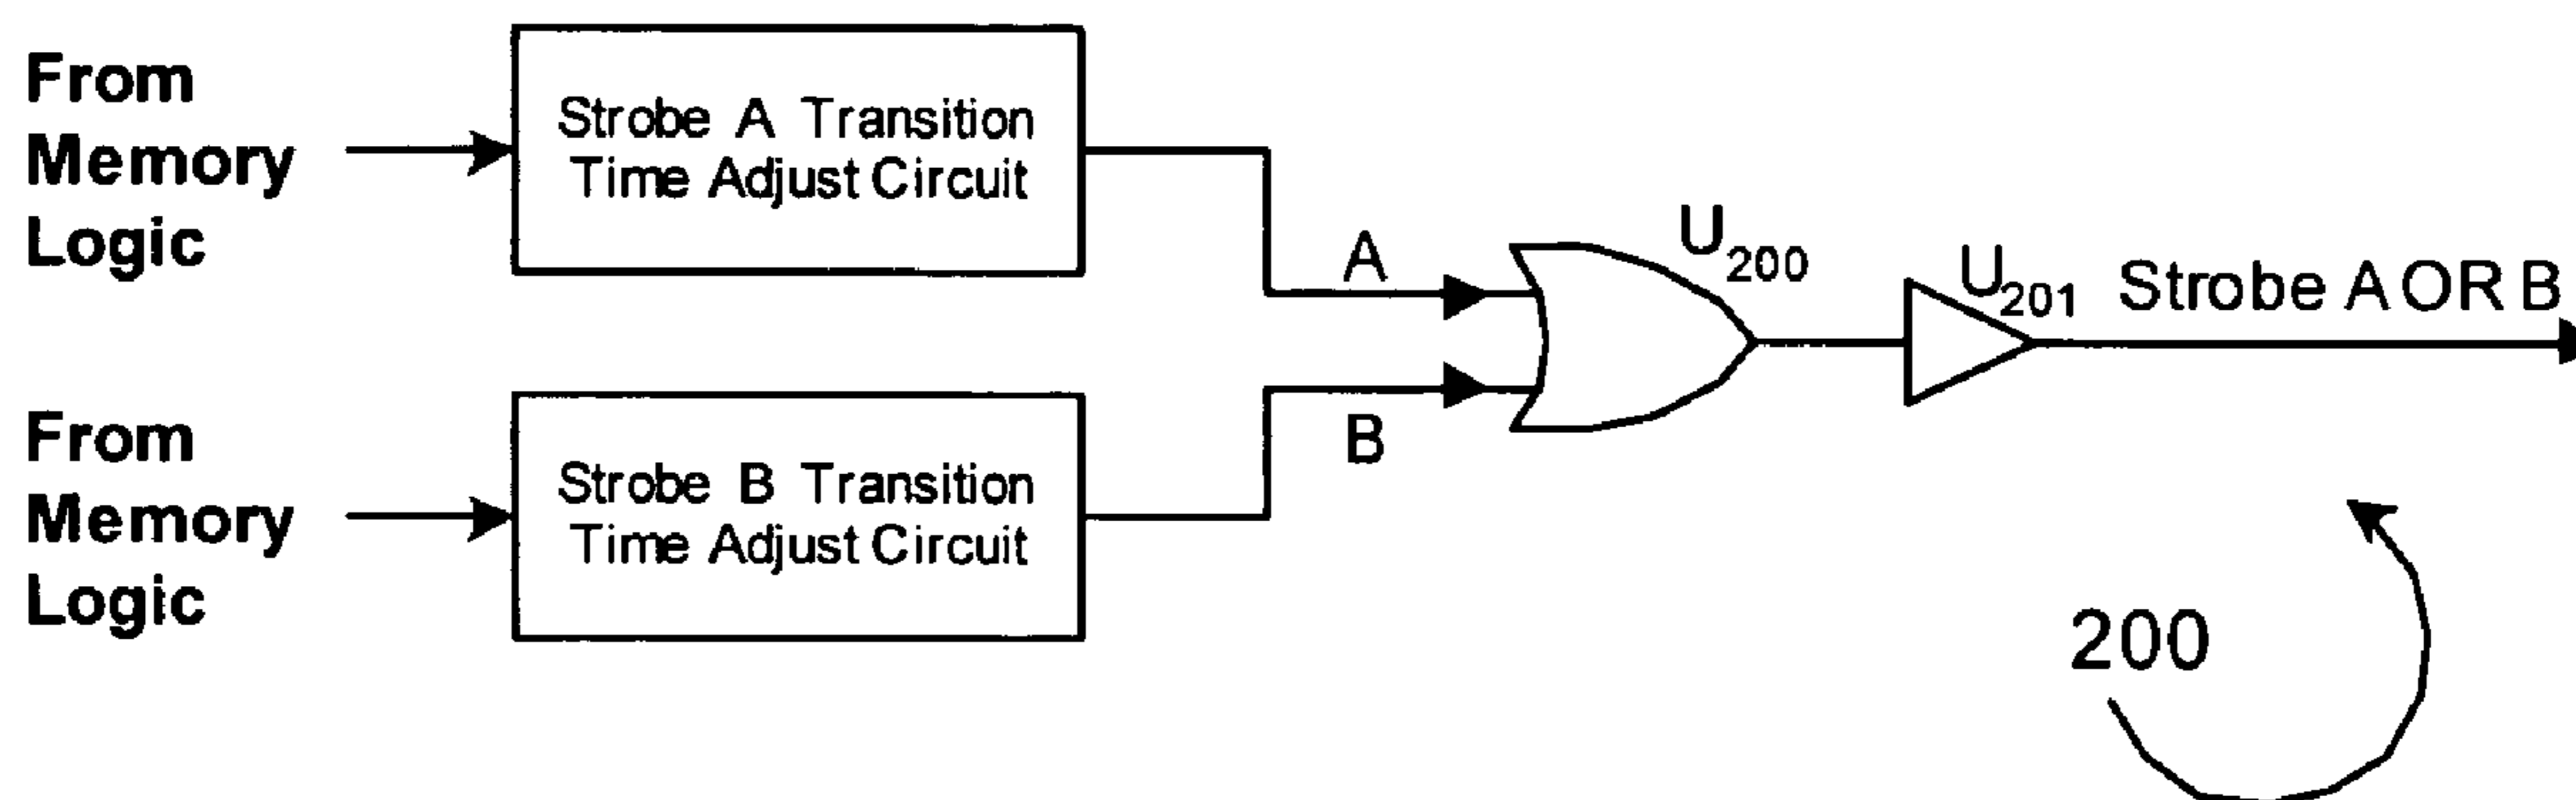 From
Memory
Logic
Strobe A Transition
Time Adjust Circuit
A
U200
U201
Strobe A OR B
From
Memory
Logic
Strobe B Transition
Time Adjust Circuit
B
200